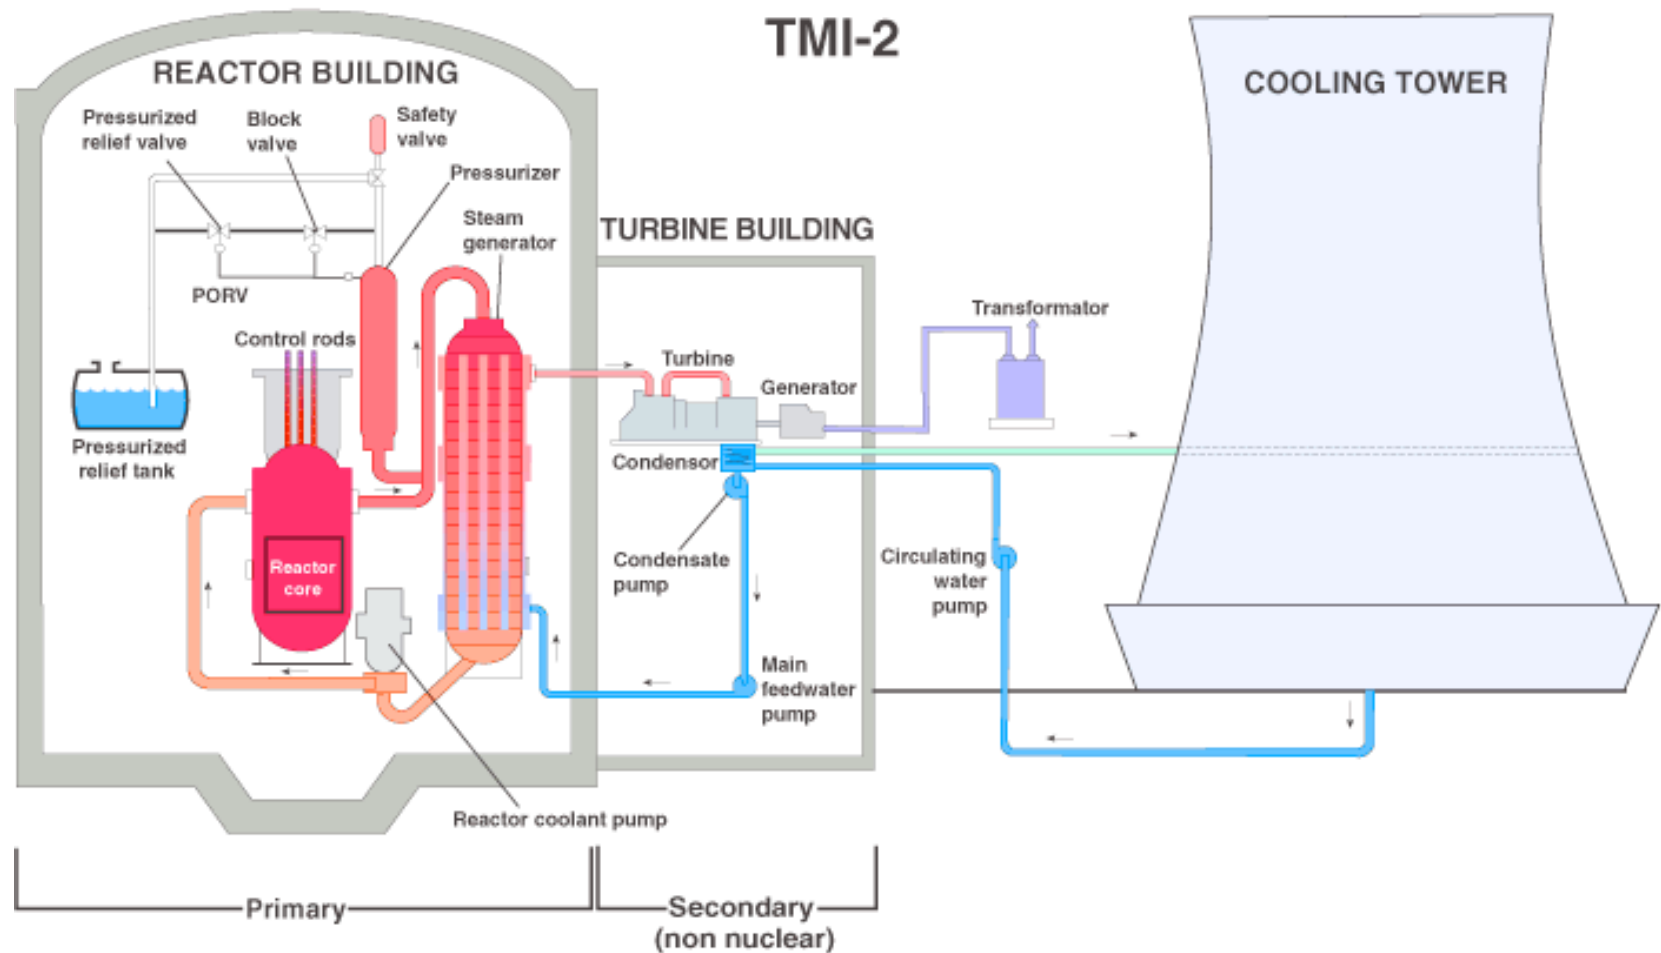 TMI-2
REACTOR BUILDING
COOLING TOWER
Pressurized
relief valve
Block
valve
Safety
valve
Pressurizer
Steam
generator
TURBINE BUILDING
PORV
Control rods
Transformator
Turbine
Generator
Pressurized
relief tank
Condensor
Reactor
core
Condensate
pump
Circulating
water
pump
Main
feedwater
pump
Reactor coolant pump
Primary
Secondary
(non nuclear)